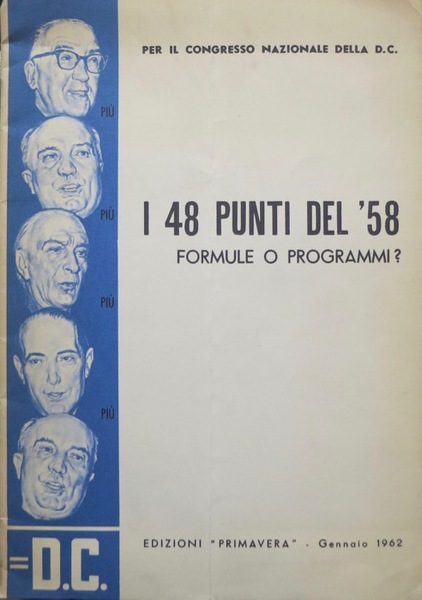 PER IL CONGRESSO NAZIONALE DELLA D.C.
PIÙ
PIÙ
I 48 PUNTI DEL '58
FORMULE O PROGRAMMI?
PIÙ
PIÙ
EDIZIONI "PRIMAVERA" - Gennaio 1962
=D.C.